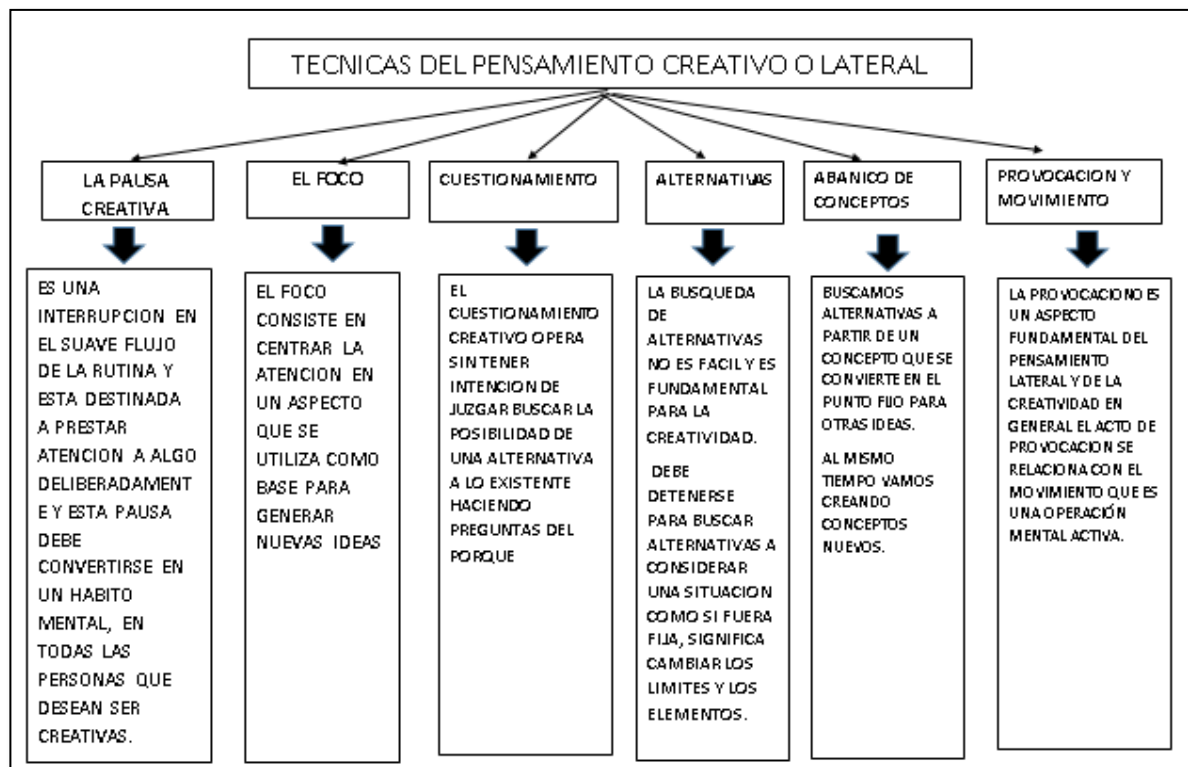 TECNICAS DEL PENSAMIENTO CREATIVO O LATERAL
LA PAUSA
CREATIVA
EL FOCO
CUESTIONAMIENTO
ALTERNATIVAS
ABANICO DE
CONCEPTOS
PROVOCACION Y
MOVIMIENTO
ES UNA
INTERRUPCION EN
EL SUAVE FLUJO
DE LA RUTINA Y
ESTA DESTINADA
A PRESTAR
ATENCION A ALGO
DELIBERADAMENT
E Y ESTA PAUSA
DEBE
CONVERTIRSE EN
UN HABITO
MENTAL, EN
TODAS LAS
PERSONAS QUE
DESEAN SER
CREATIVAS.
EL FOCO
CONSISTE EN
CENTRAR LA
ATENCION EN
UN ASPECTO
QUE SE
UTILIZA COMO
BASE PARA
GENERAR
NUEVAS IDEAS
EL
CUESTIONAMIENTO
CREATIVO OPERA
SIN TENER
INTENCION DE
JUZGAR BUSCAR LA
POSIBILIDAD DE
UNA ALTERNATIVA
A LO EXISTENTE
HACIENDO
PREGUNTAS DEL
PORQUE
LA BUSQUEDA
DE
ALTERNATIVAS
NO ES FACIL Y ES
FUNDAMENTAL
PARA LA
CREATIVIDAD.
DEBE
DETENERSE
PARA BUSCAR
ALTERNATIVAS A
CONSIDERAR
UNA SITUACION
COMO SI FUERA
FIJA, SIGNIFICA
CAMBIAR LOS
LIMITES Y LOS
ELEMENTOS.
BUSCAMOS
ALTERNATIVAS A
PARTIR DE UN
CONCEPTO QUE SE
CONVIERTE EN EL
PUNTO FIJO PARA
OTRAS IDEAS.
AL MISMO
TIEMPO VAMOS
CREANDO
CONCEPTOS
NUEVOS.
LA PROVOCACIONO ES
UN ASPECTO
FUNDAMENTAL DEL
PENSAMIENTO
LATERAL Y DE LA
CREATIVIDAD EN
GENERAL EL ACTO DE
PROVOCACION SE
RELACIONA CON EL
MOVIMIENTO QUE ES
UNA OPERACIÓN
MENTAL ACTIVA.